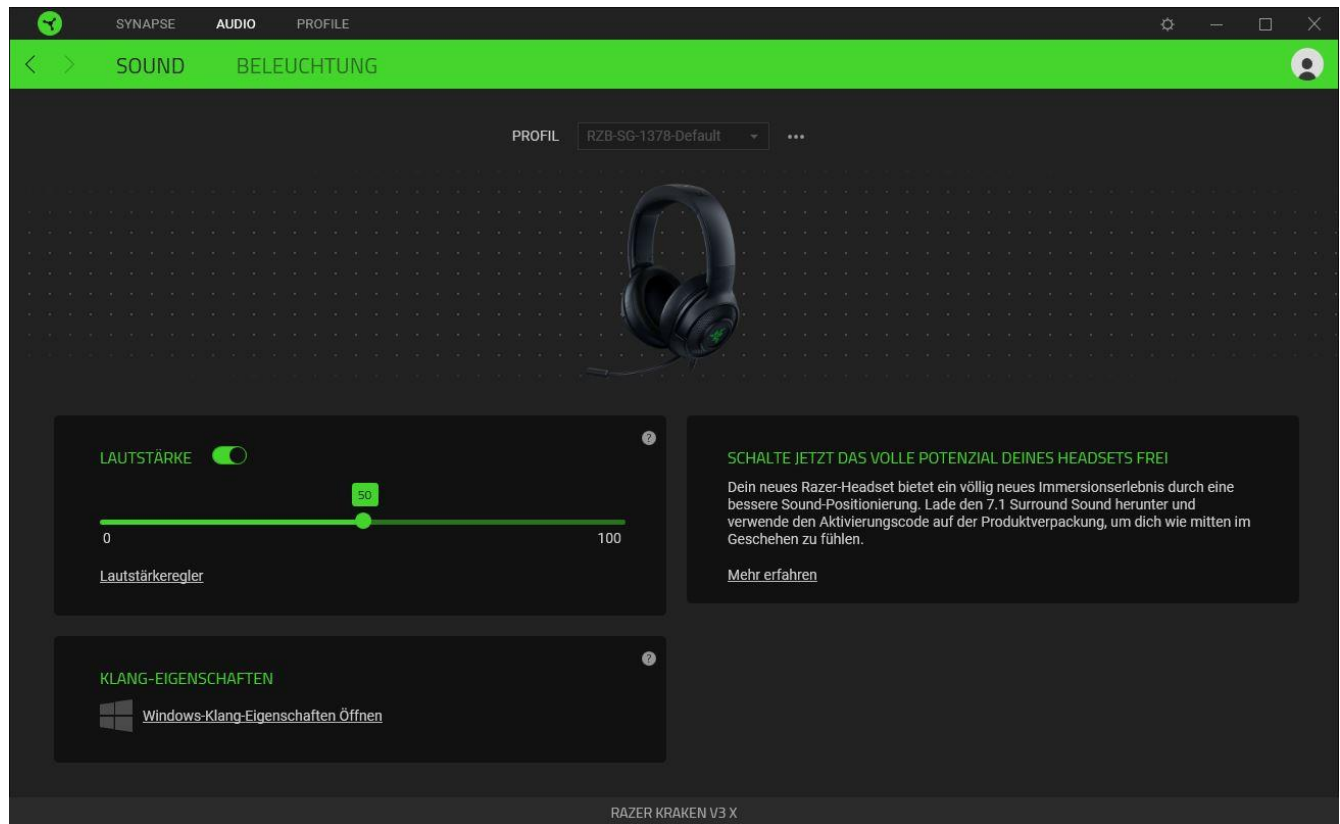 SYNAPSE AUDIO PROFILE
SOUND BELEUCHTUNG
PROFIL RZB-SG-1378-Default
LAUTSTÄRKE
50
0 100
Lautstärkeregler
SCHALTE JETZT DAS VOLLE POTENZIAL DEINES HEADSETS FREI
Dein neues Razer-Headset bietet ein völlig neues Immersionserlebnis durch eine
bessere Sound-Positionierung. Lade den 7.1 Surround Sound herunter und
verwende den Aktivierungscode auf der Produktverpackung, um dich wie mitten im
Geschehen zu fühlen.
Mehr erfahren
KLANG-EIGENSCHAFTEN
Windows-Klang-Eigenschaften Öffnen
RAZER KRAKEN V3 X